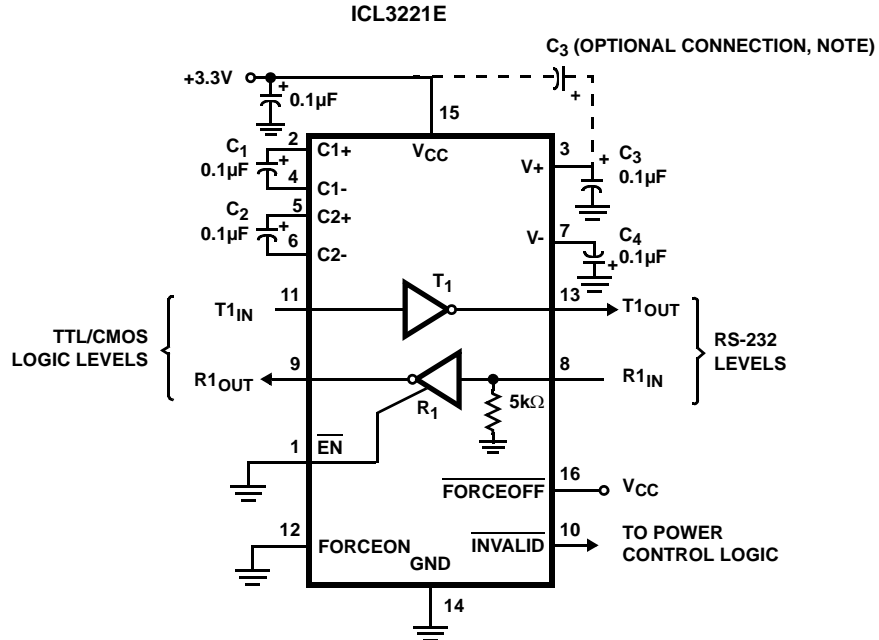 ICL3221E
C3 (OPTIONAL CONNECTION, NOTE)
+3.3V
+
0.1µF
+
15
2
C1+
VCC
3
C1
0.1µF
+
4
C1-
V+
+
C3
0.1µF
5
C2+
C2
0.1µF
+
6
C2-
7
V-
C4
0.1µF
+
T1
11
13
T1IN
T1OUT
TTL/CMOS
LOGIC LEVELS
RS-232
LEVELS
9
8
R1OUT
R1IN
R1
5kΩ
1
EN
16
FORCEOFF
VCC
12
FORCEON
10
INVALID
TO POWER
CONTROL LOGIC
GND
14